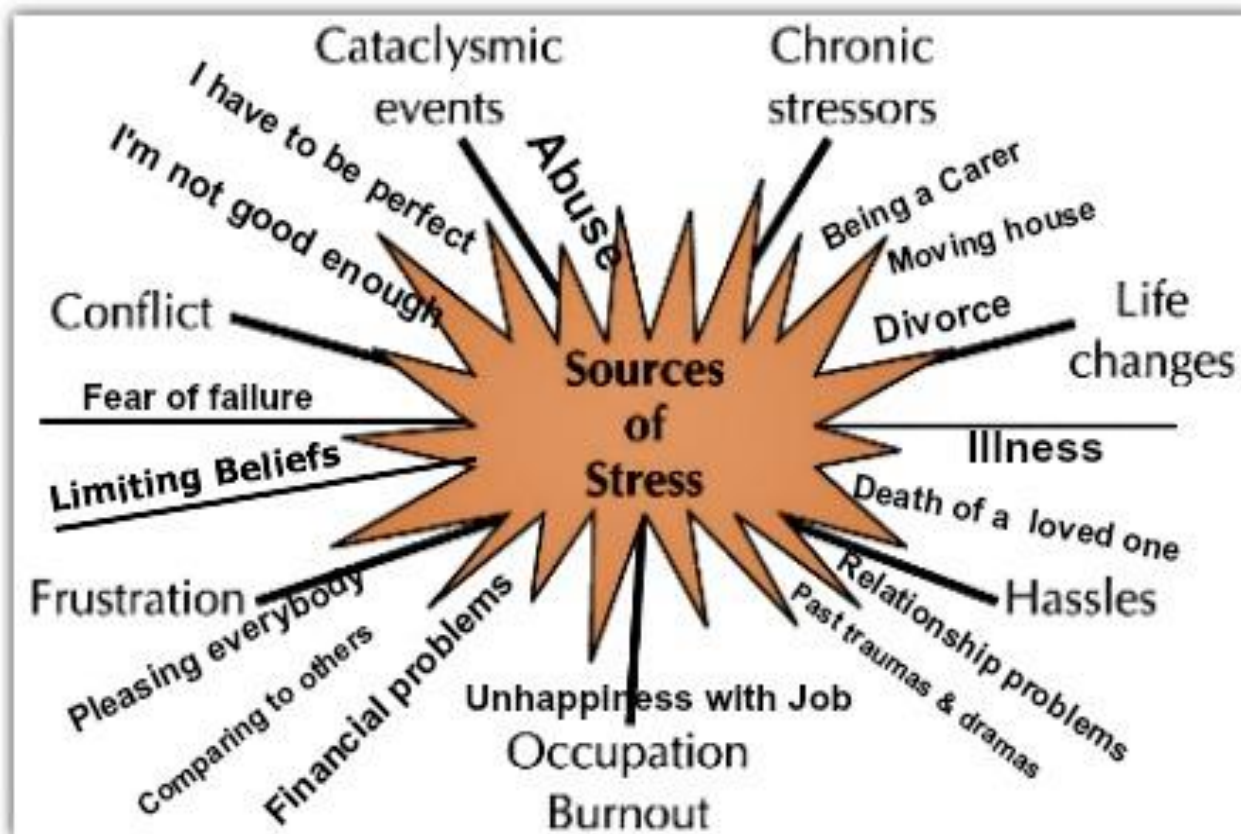 Cataclysmic
events
Chronic
stressors
I have to be perfect
I'm not good enough
Abuse
Being a Carer
Moving house
Divorce
Life
changes
Conflict
Fear of failure
Limiting Beliefs
Sources
of
Stress
Illness
Death of a loved one
Frustration
Pleasing everybody
Comparing to others
Financial problems
Unhappiness with Job
Occupation
Burnout
Hassles
Relationship problems
Past traumas & dramas